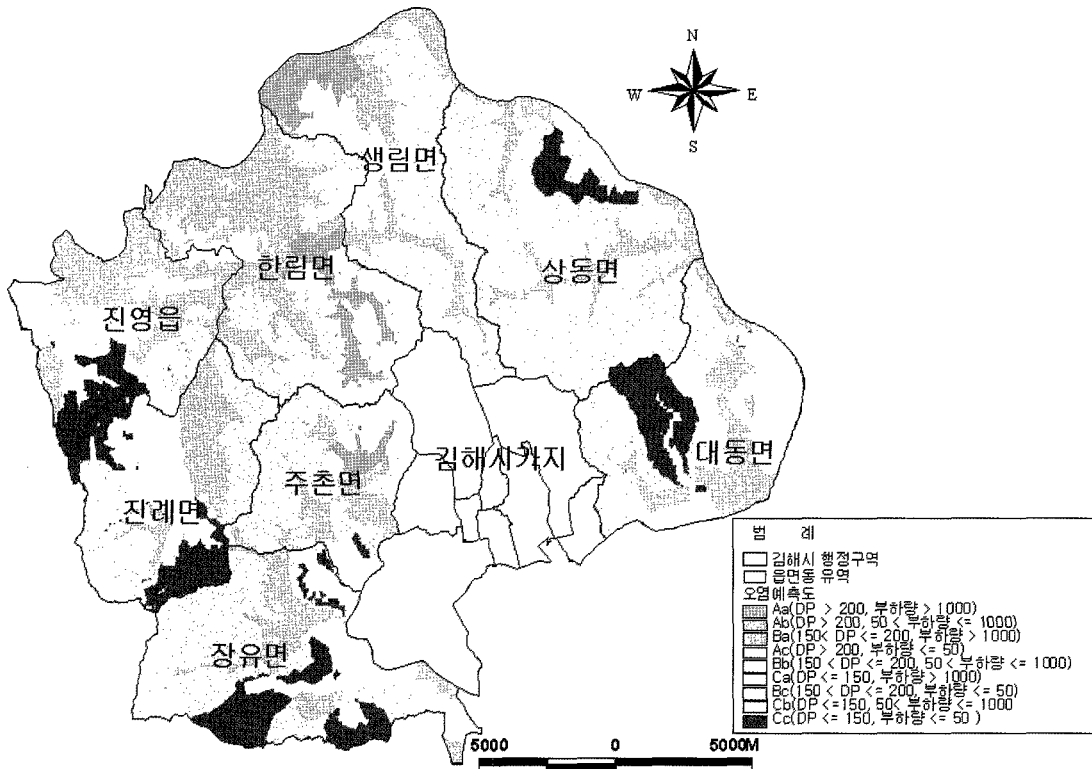 N
W E
S
생림면
상동면
한림면
진영읍
대동면
김해시가지
주촌면
진례면
장유면
범 례
김해시 행정구역
읍면동 유역
오염예측도
Aa(DP > 200, 부하량 > 1000)
Ab(DP > 200, 50 < 부하량 <= 1000)
Ba(150< DP <= 200, 부하량 > 1000)
Ac(DP > 200, 부하량 <= 50)
Bb(150 < DP <= 200, 50 < 부하량 <= 1000)
Ca(DP <= 150, 부하량 > 1000)
Bc(150 < DP <= 200, 부하량 <= 50)
Cb(DP <=150, 50< 부하량 <= 1000
Cc(DP <= 150, 부하량 <= 50 )
5000 0 5000M